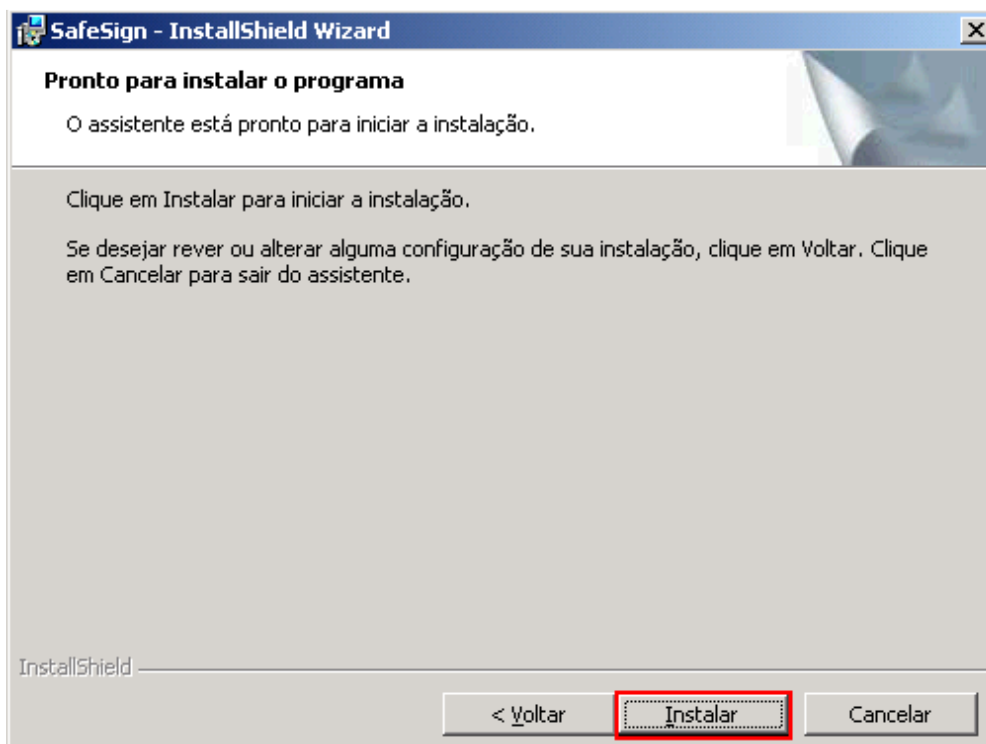 SafeSign - InstallShield Wizard
Pronto para instalar o programa
O assistente está pronto para iniciar a instalação.
Clique em Instalar para iniciar a instalação.
Se desejar rever ou alterar alguma configuração de sua instalação, clique em Voltar. Clique
em Cancelar para sair do assistente.
InstallShield
< Voltar Instalar Cancelar